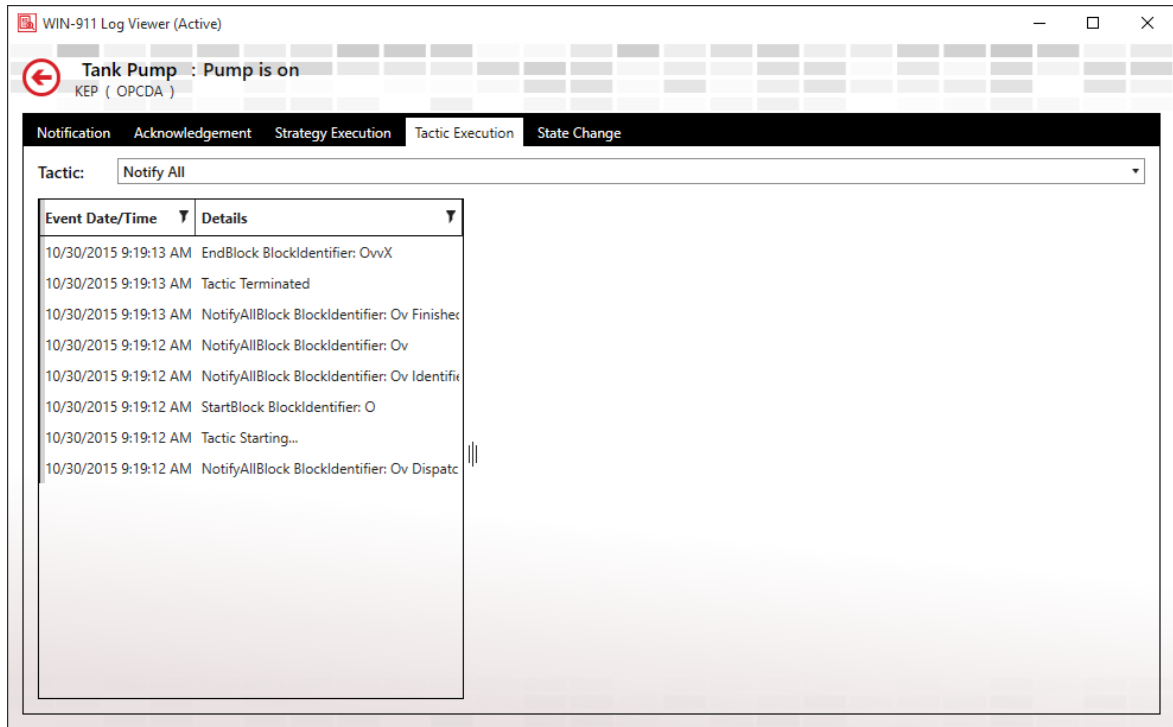 WIN-911 Log Viewer (Active)
Tank Pump : Pump is on
KEP ( OPCDA )
Notification Acknowledgement Strategy Execution Tactic Execution State Change
Tactic: Notify All
Event Date/Time Details
10/30/2015 9:19:13 AM EndBlock BlockIdentifier: OvvX
10/30/2015 9:19:13 AM Tactic Terminated
10/30/2015 9:19:13 AM NotifyAllBlock BlockIdentifier: Ov Finished
10/30/2015 9:19:12 AM NotifyAllBlock BlockIdentifier: Ov
10/30/2015 9:19:12 AM NotifyAllBlock BlockIdentifier: Ov Identifie
10/30/2015 9:19:12 AM StartBlock BlockIdentifier: O
10/30/2015 9:19:12 AM Tactic Starting...
10/30/2015 9:19:12 AM NotifyAllBlock BlockIdentifier: Ov Dispatc